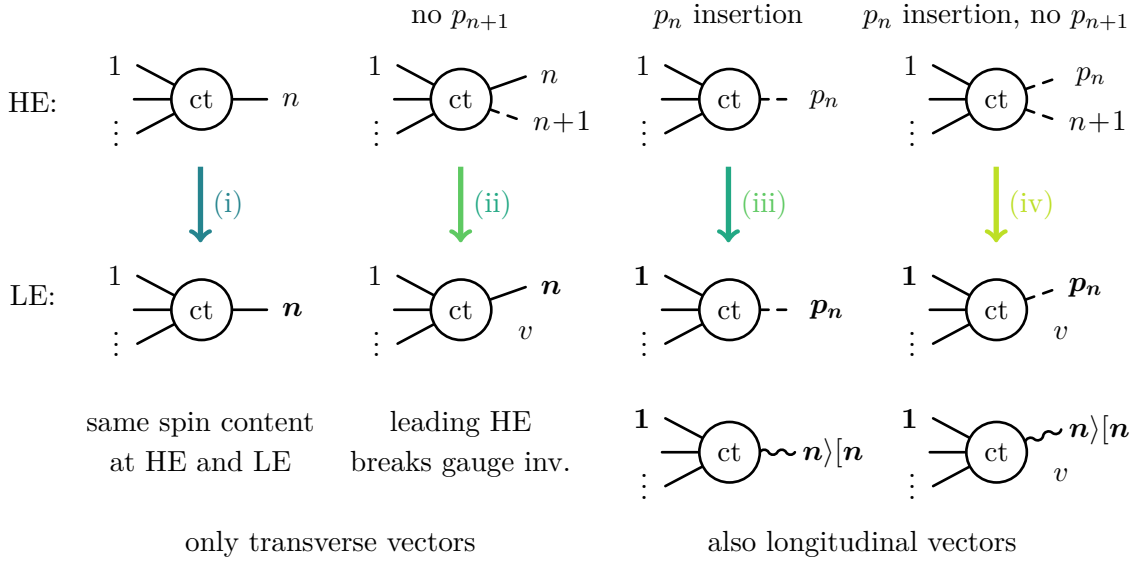 no p_{n+1}
p_n insertion
p_n insertion, no p_{n+1}
HE:
1
⋮
ct
n
1
⋮
ct
n
n+1
1
⋮
ct
p_n
1
⋮
ct
p_n
n+1
(i)
(ii)
(iii)
(iv)
LE:
1
⋮
ct
n
1
⋮
ct
n
v
1
⋮
ct
p_n
1
⋮
ct
p_n
v
same spin content
at HE and LE
leading HE
breaks gauge inv.
1
⋮
ct
n⟩[n
1
⋮
ct
n⟩[n
v
only transverse vectors
also longitudinal vectors